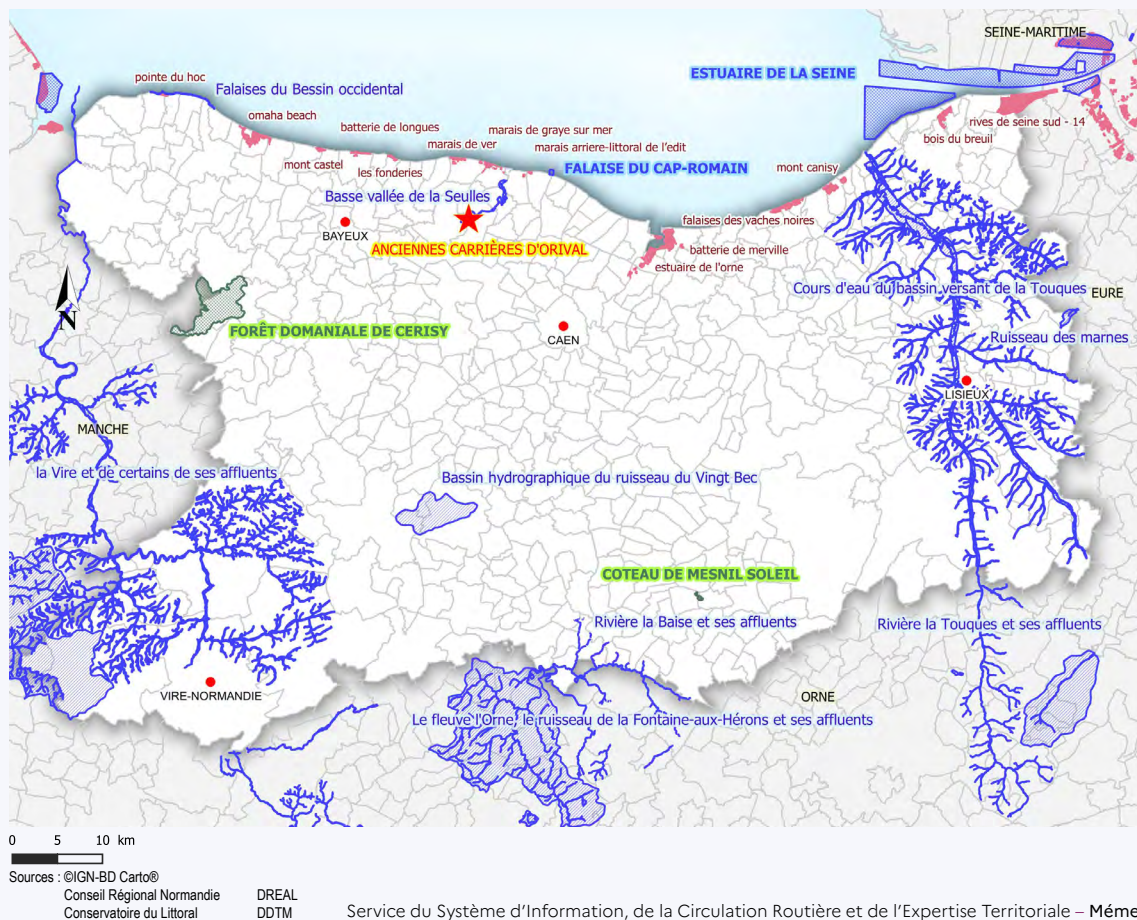 SEINE-MARITIME
ESTUAIRE DE LA SEINE
pointe du hoc
Falaises du Bessin occidental
omaha beach
rives de seine sud - 14
batterie de longues
marais de graye sur mer
bois du breuil
marais de ver
marais arriere-littoral de l'edit
mont castel
les fonderies
FALAISE DU CAP-ROMAIN
mont canisy
Basse vallée de la Seulles
falaises des vaches noires
BAYEUX
ANCIENNES CARRIÈRES D'ORIVAL
batterie de merville
estuaire de l'orne
Cours d'eau du bassin versant de la Touques
EURE
N
FORÊT DOMANIALE DE CERISY
CAEN
Ruisseau des marnes
LISIEUX
MANCHE
la Vire et de certains de ses affluents
Bassin hydrographique du ruisseau du Vingt Bec
COTEAU DE MESNIL SOLEIL
Rivière la Baise et ses affluents
Rivière la Touques et ses affluents
VIRE-NORMANDIE
ORNE
Le fleuve l'Orne, le ruisseau de la Fontaine-aux-Hérons et ses affluents
0 5 10 km
Sources : ©IGN-BD Carto®
Conseil Régional Normandie DREAL
Conservatoire du Littoral DDTM
Service du Système d'Information, de la Circulation Routière et de l'Expertise Territoriale – Méme